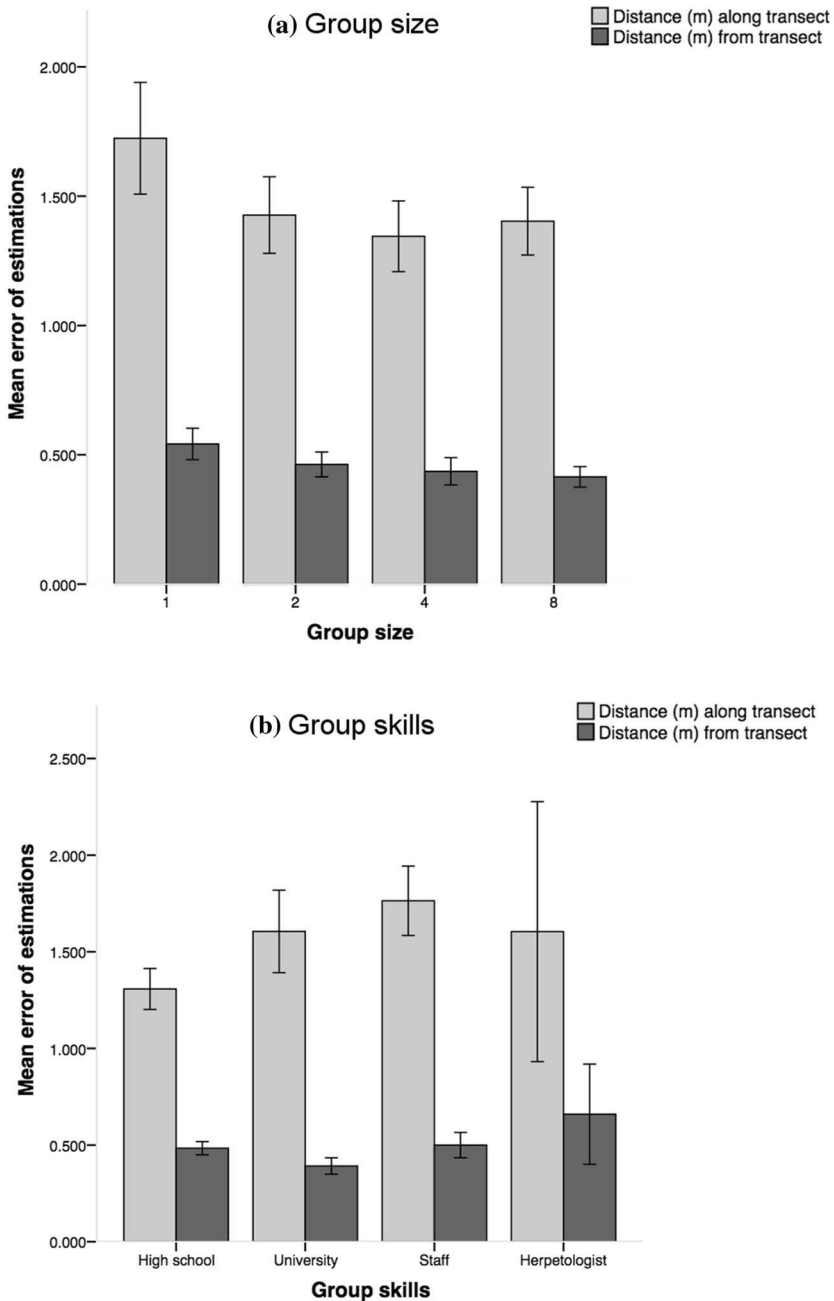 (a) Group size
Distance (m) along transect
Distance (m) from transect
Mean error of estimations
2.000
1.500
1.000
0.500
0.000
1 2 4 8
Group size
(b) Group skills
Distance (m) along transect
Distance (m) from transect
Mean error of estimations
2.500
2.000
1.500
1.000
0.500
0.000
High school University Staff Herpetologist
Group skills